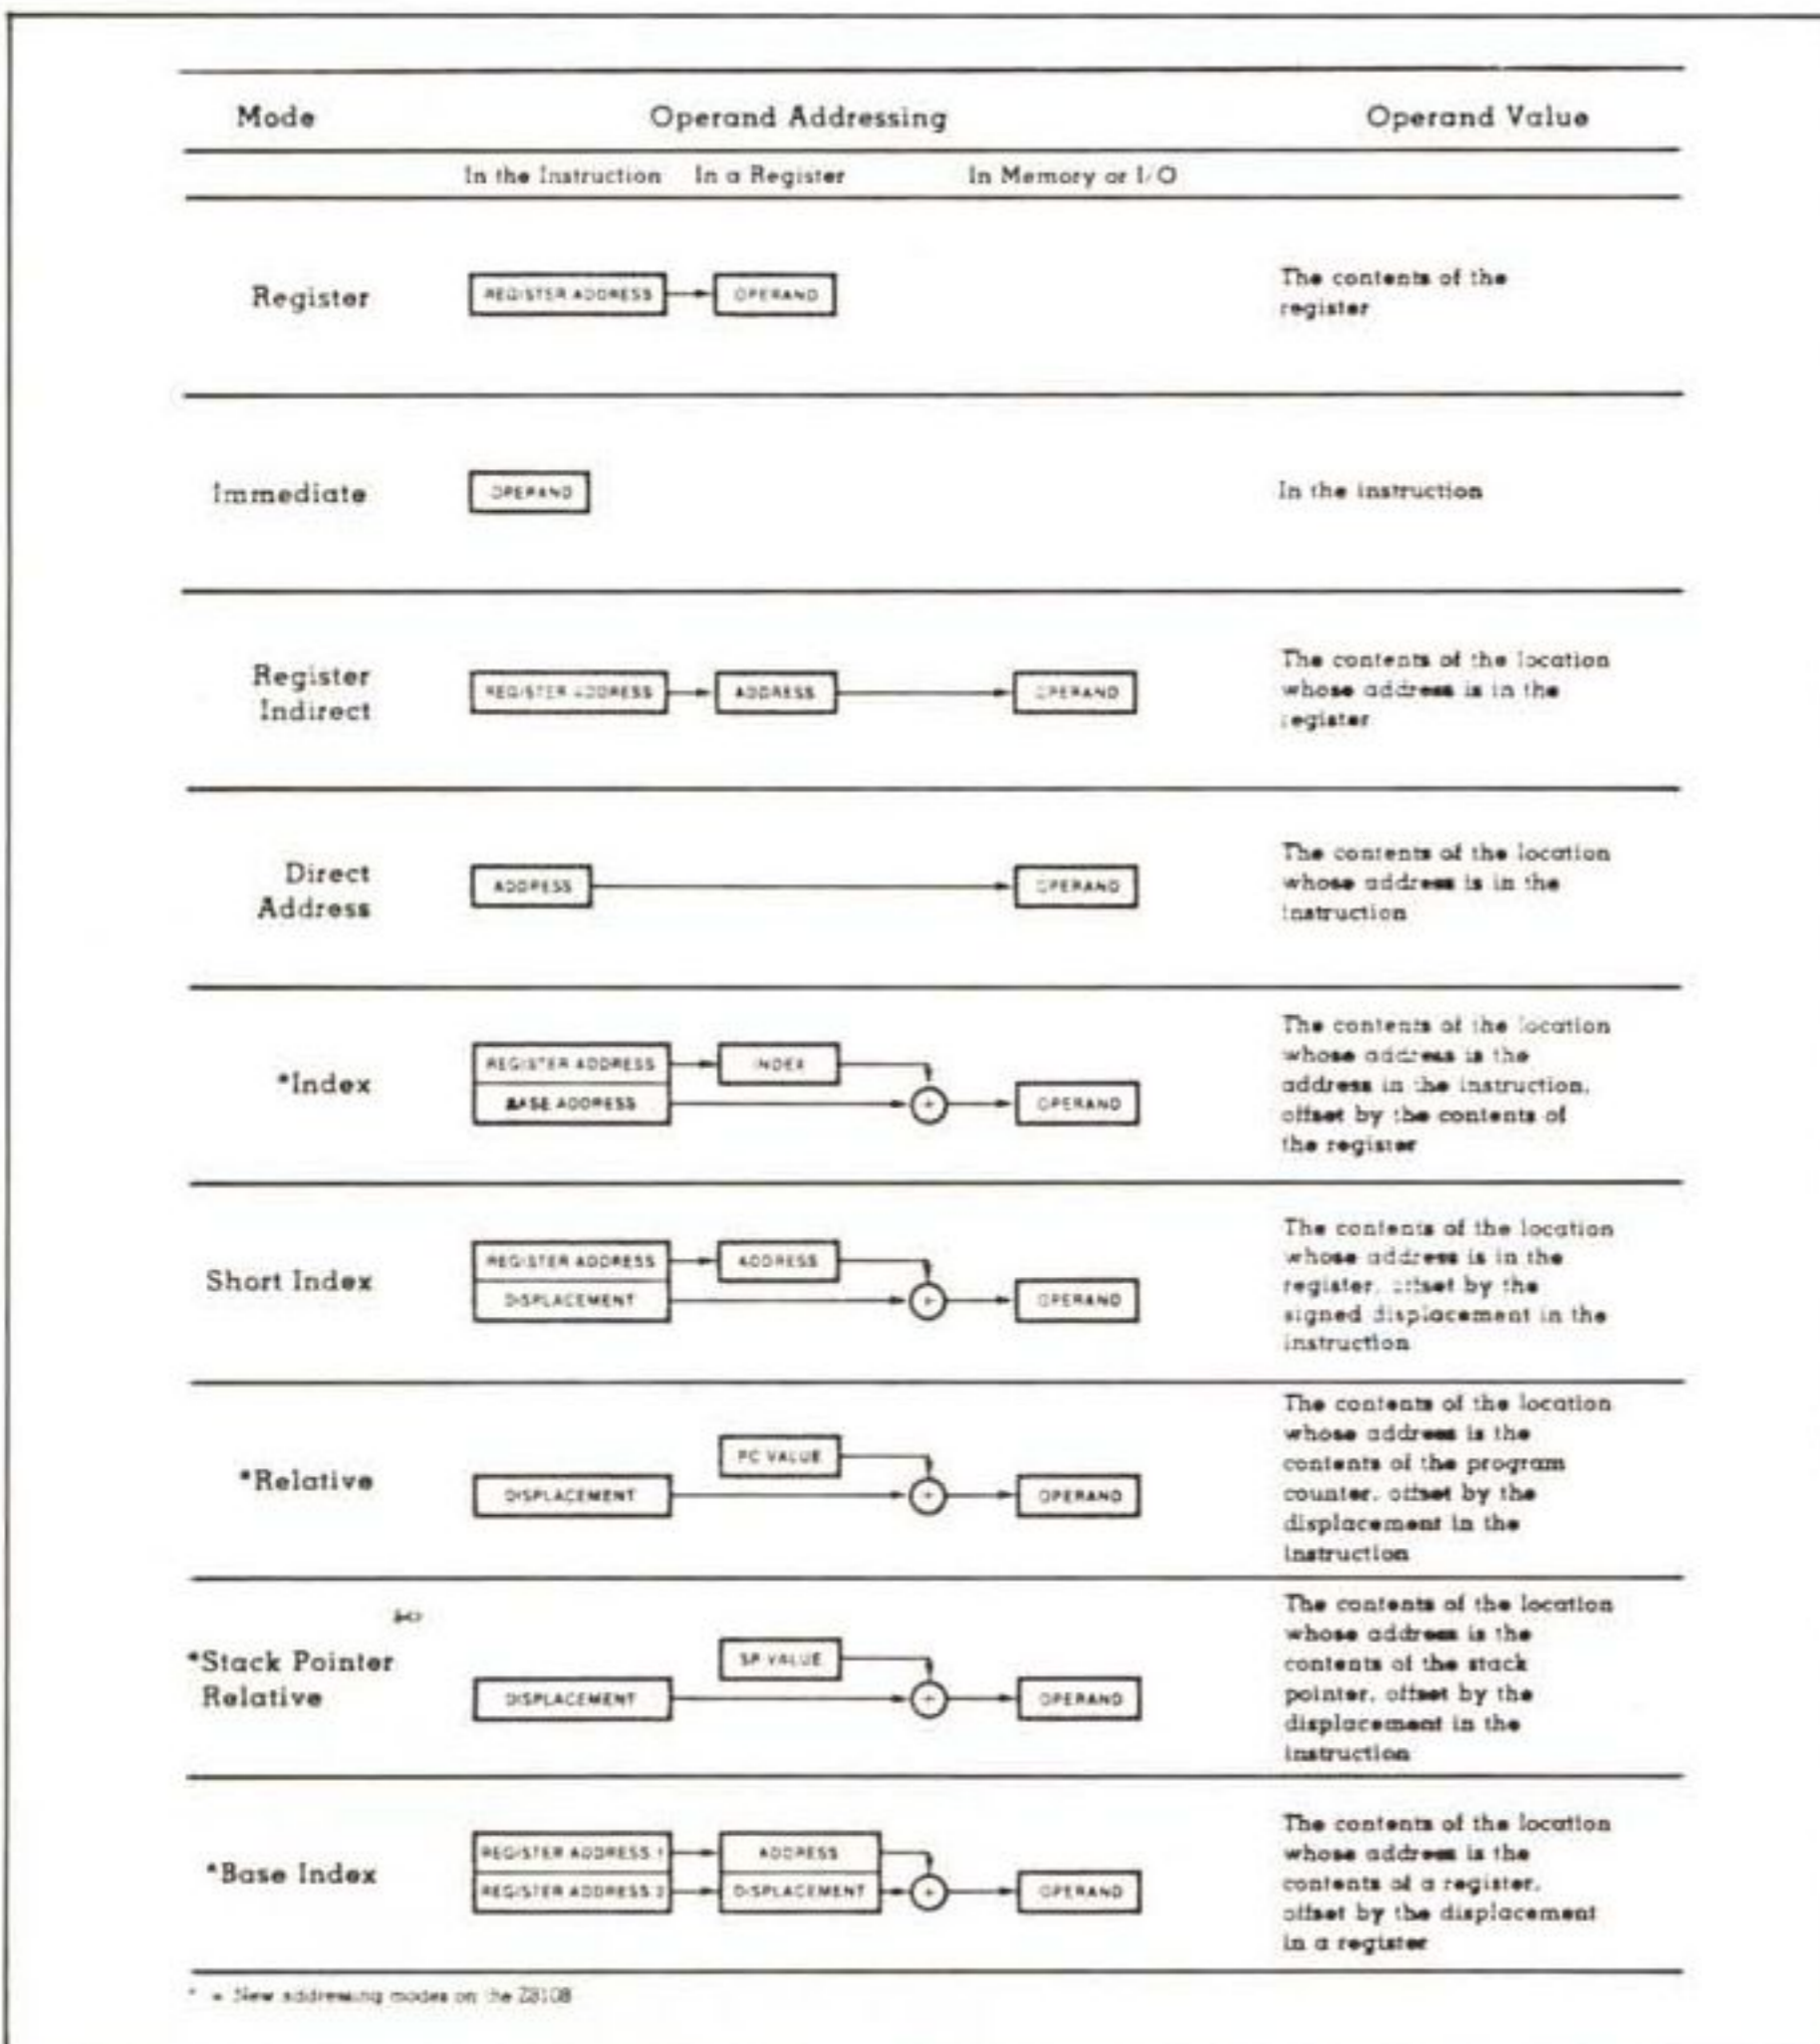 Mode Operand Addressing Operand Value
In the Instruction In a Register In Memory or I/O
Register
REGISTER ADDRESS OPERAND
The contents of the
register
Immediate
OPERAND
In the instruction
Register
Indirect
REGISTER ADDRESS ADDRESS OPERAND
The contents of the location
whose address is in the
register
Direct
Address
ADDRESS OPERAND
The contents of the location
whose address is in the
instruction
*Index
REGISTER ADDRESS INDEX
BASE ADDRESS + OPERAND
The contents of the location
whose address is the
address in the instruction,
offset by the contents of
the register
Short Index
REGISTER ADDRESS ADDRESS
DISPLACEMENT + OPERAND
The contents of the location
whose address is in the
register, offset by the
signed displacement in the
instruction
*Relative
PC VALUE
DISPLACEMENT + OPERAND
The contents of the location
whose address is the
contents of the program
counter, offset by the
displacement in the
instruction
*Stack Pointer
Relative
SP VALUE
DISPLACEMENT + OPERAND
The contents of the location
whose address is the
contents of the stack
pointer, offset by the
displacement in the
instruction
*Base Index
REGISTER ADDRESS 1 ADDRESS
REGISTER ADDRESS 2 DISPLACEMENT + OPERAND
The contents of the location
whose address is the
contents of a register,
offset by the displacement
in a register
* = New addressing modes on the Z8108